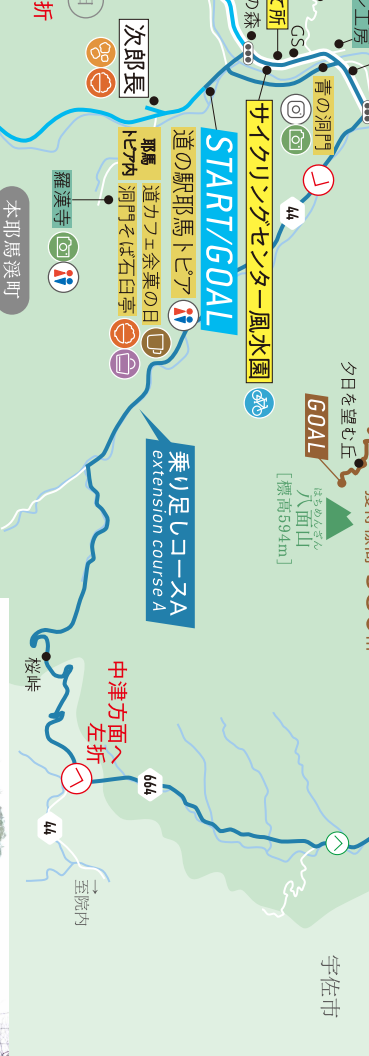 折
次郎長
の森
所
GS
工房
青の洞門
サイクリングセンター風水園
START/GOAL
道の駅耶馬トピア
耶馬
トピア内
道カフェ余菓の日
洞門そば石臼亭
羅漢寺
本耶馬渓町
44
夕日を望む丘
GOAL
はちめんざん
八面山
[標高594m]
乗り足しコースA
extension course A
桜峠
中津方面へ
左折
664
44
→
至院内
宇佐市